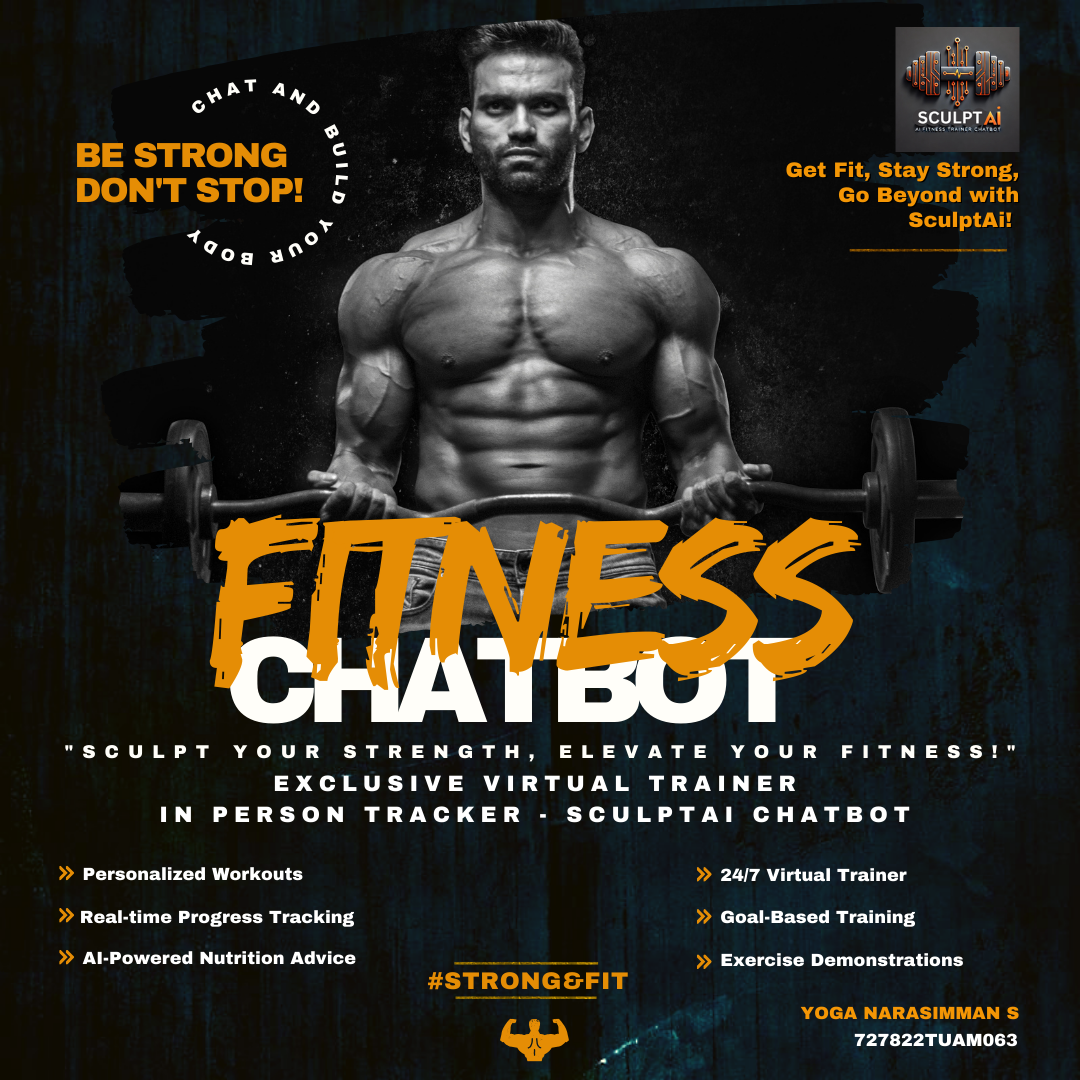 CHAT AND BUILD YOUR BODY
BE STRONG
DON'T STOP!
SCULPT Ai
AI FITNESS TRAINER CHATBOT
Get Fit, Stay Strong,
Go Beyond with
SculptAi!
FITNESS
CHATBOT
"SCULPT YOUR STRENGTH, ELEVATE YOUR FITNESS!"
EXCLUSIVE VIRTUAL TRAINER
IN PERSON TRACKER - SCULPTAI CHATBOT
Personalized Workouts
Real-time Progress Tracking
AI-Powered Nutrition Advice
24/7 Virtual Trainer
Goal-Based Training
Exercise Demonstrations
#STRONG&FIT
YOGA NARASIMMAN S
727822TUAM063